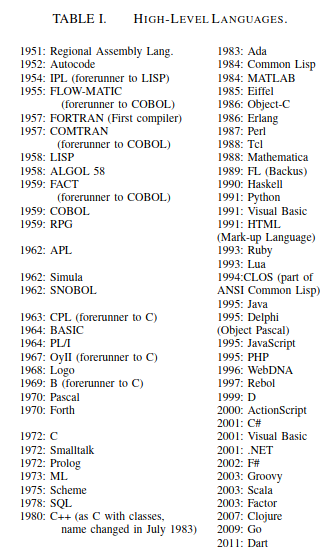 TABLE I. HIGH-LEVEL LANGUAGES.
1951: Regional Assembly Lang.
1952: Autocode
1954: IPL (forerunner to LISP)
1955: FLOW-MATIC
(forerunner to COBOL)
1957: FORTRAN (First compiler)
1957: COMTRAN
(forerunner to COBOL)
1958: LISP
1958: ALGOL 58
1959: FACT
(forerunner to COBOL)
1959: COBOL
1959: RPG
1962: APL
1962: Simula
1962: SNOBOL
1963: CPL (forerunner to C)
1964: BASIC
1964: PL/I
1967: OyII (forerunner to C)
1968: Logo
1969: B (forerunner to C)
1970: Pascal
1970: Forth
1972: C
1972: Smalltalk
1972: Prolog
1973: ML
1975: Scheme
1978: SQL
1980: C++ (as C with classes,
name changed in July 1983)
1983: Ada
1984: Common Lisp
1984: MATLAB
1985: Eiffel
1986: Object-C
1986: Erlang
1987: Perl
1988: Tcl
1988: Mathematica
1989: FL (Backus)
1990: Haskell
1991: Python
1991: Visual Basic
1991: HTML
(Mark-up Language)
1993: Ruby
1993: Lua
1994:CLOS (part of
ANSI Common Lisp)
1995: Java
1995: Delphi
(Object Pascal)
1995: JavaScript
1995: PHP
1996: WebDNA
1997: Rebol
1999: D
2000: ActionScript
2001: C#
2001: Visual Basic
2001: .NET
2002: F#
2003: Groovy
2003: Scala
2003: Factor
2007: Clojure
2009: Go
2011: Dart